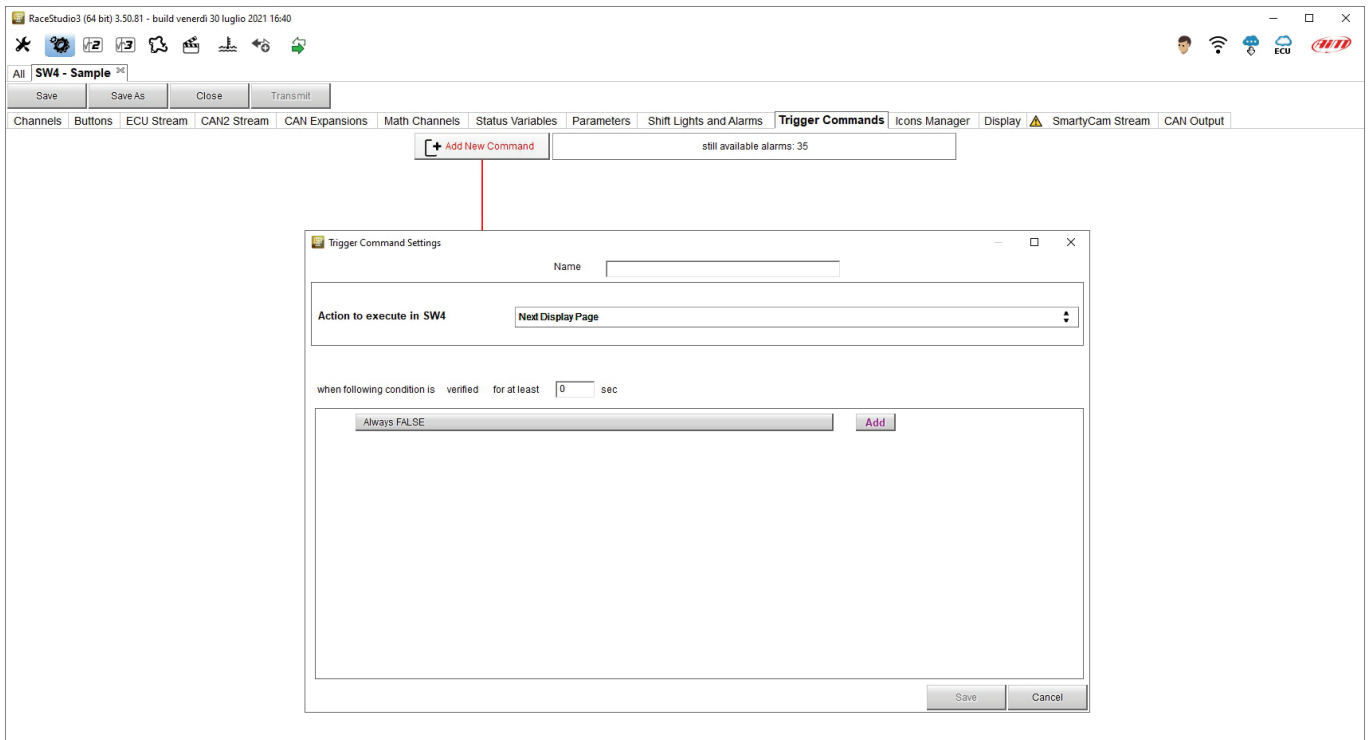 RaceStudio3 (64 bit) 3.50.81 - build venerdì 30 luglio 2021 16:40
ECU
AiM
All SW4 - Sample
Save Save As Close Transmit
Channels Buttons ECU Stream CAN2 Stream CAN Expansions Math Channels Status Variables Parameters Shift Lights and Alarms Trigger Commands Icons Manager Display SmartyCam Stream CAN Output
Add New Command still available alarms: 35
Trigger Command Settings
Name
Action to execute in SW4 Next Display Page
when following condition is verified for at least 0 sec
Always FALSE Add
Save Cancel